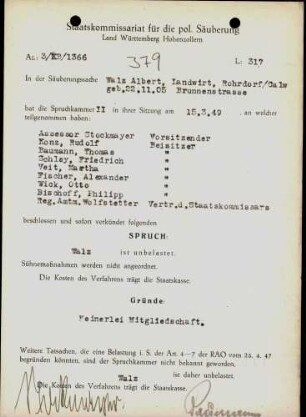 Staatskommissariat für die pol. Säuberung
Land Württemberg Hohenzollern
Az.: 3/KP/1366
379
L. 317
In der Säuberungssache Walz Albert, Landwirt, Rohrdorf/Calw
geb.22.11.05 Brunnenstrasse
hat die Spruchkammer II in ihrer Sitzung am 15.3.49, an welcher
teilgenommen haben:
Assessor Stockmayer Vorsitzender
Konz, Rudolf Beisitzer
Baumann, Thomas "
Schley, Friedrich "
Veit, Martha "
Fischer, Alexander "
Wick, Otto "
Bischoff, Philipp "
Reg.Amtm.Wolfstetter Vertr.d.Staatskommissars
beschlossen und sofort verkündet folgenden
SPRUCH:
Walz ist unbelastet.
Sühnemaßnahmen werden nicht angeordnet.
Die Kosten des Verfahrens trägt die Staatskasse.
Gründe:
Keinerlei Mitgliedschaft.
Weitere Tatsachen, die eine Belastung i. S. der Art. 4—7 der RAO vom 26. 4. 47
begründen könnten, sind der Spruchkammer nicht bekannt geworden.
Walz ist daher unbelastet.
Die Kosten des Verfahrens trägt die Staatskasse.